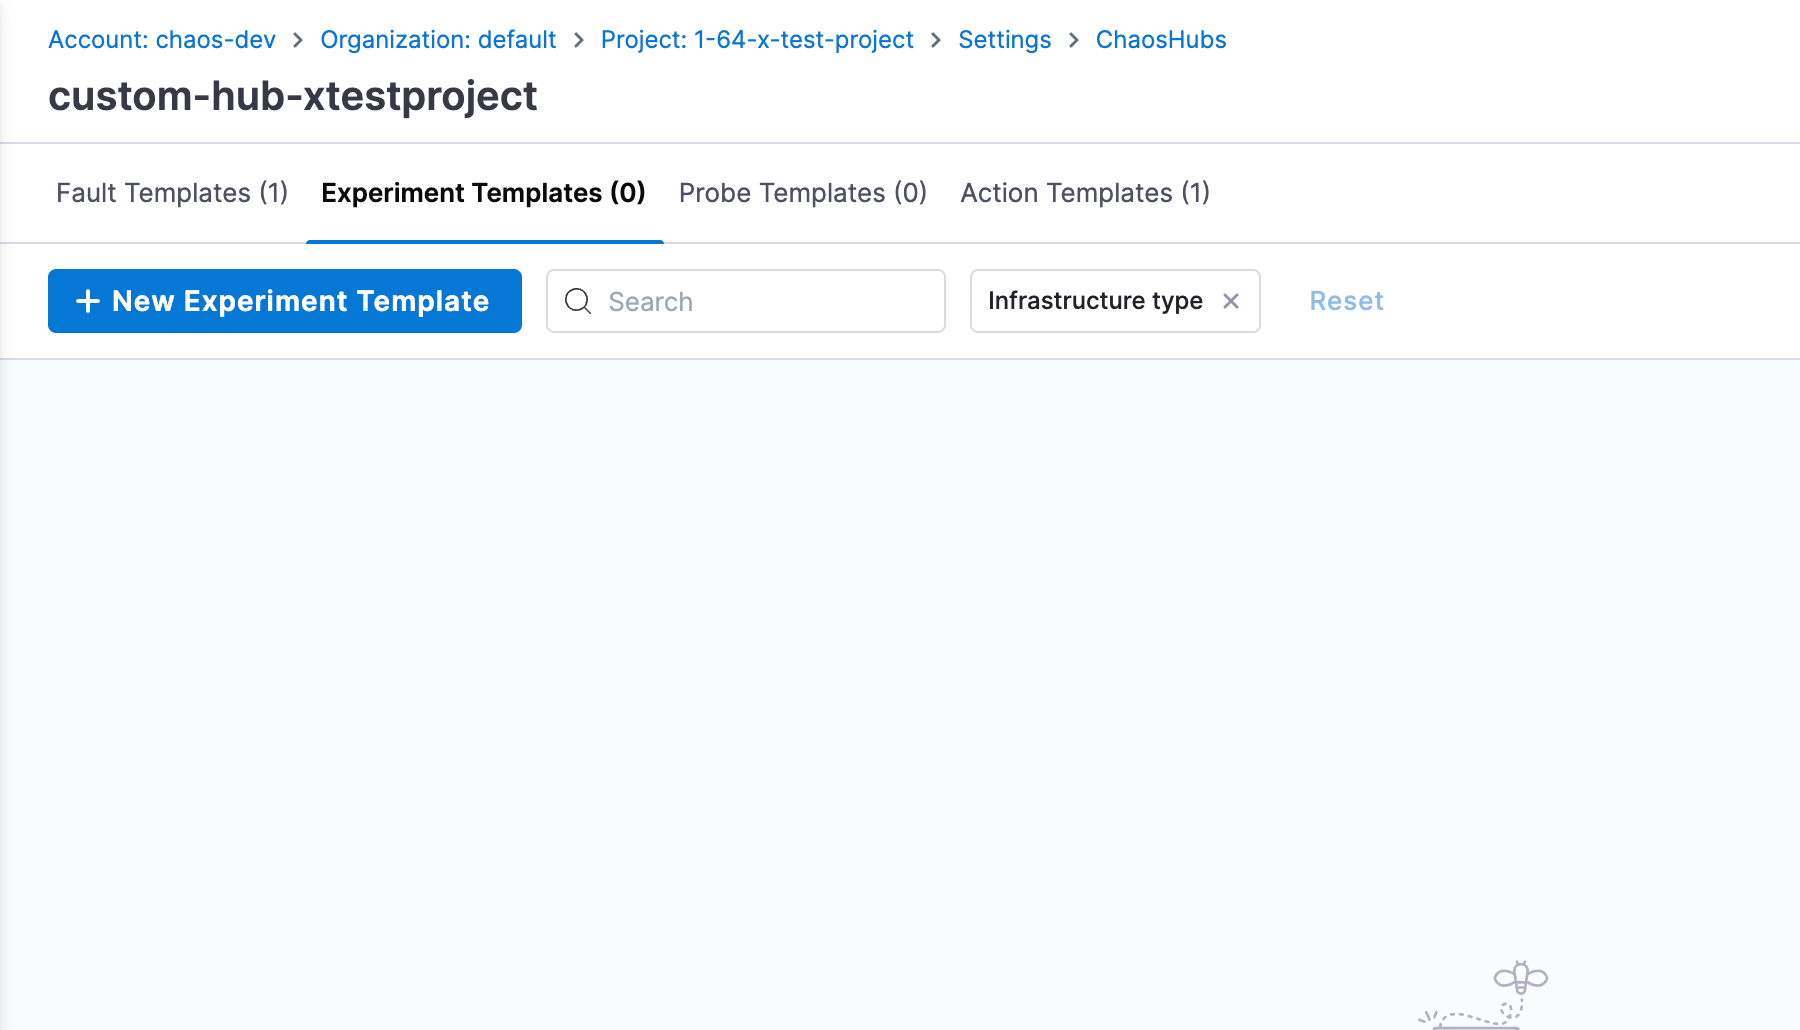 Account: chaos-dev > Organization: default > Project: 1-64-x-test-project > Settings > ChaosHubs
custom-hub-xtestproject
Fault Templates (1) Experiment Templates (0) Probe Templates (0) Action Templates (1)
+ New Experiment Template Search Infrastructure type × Reset